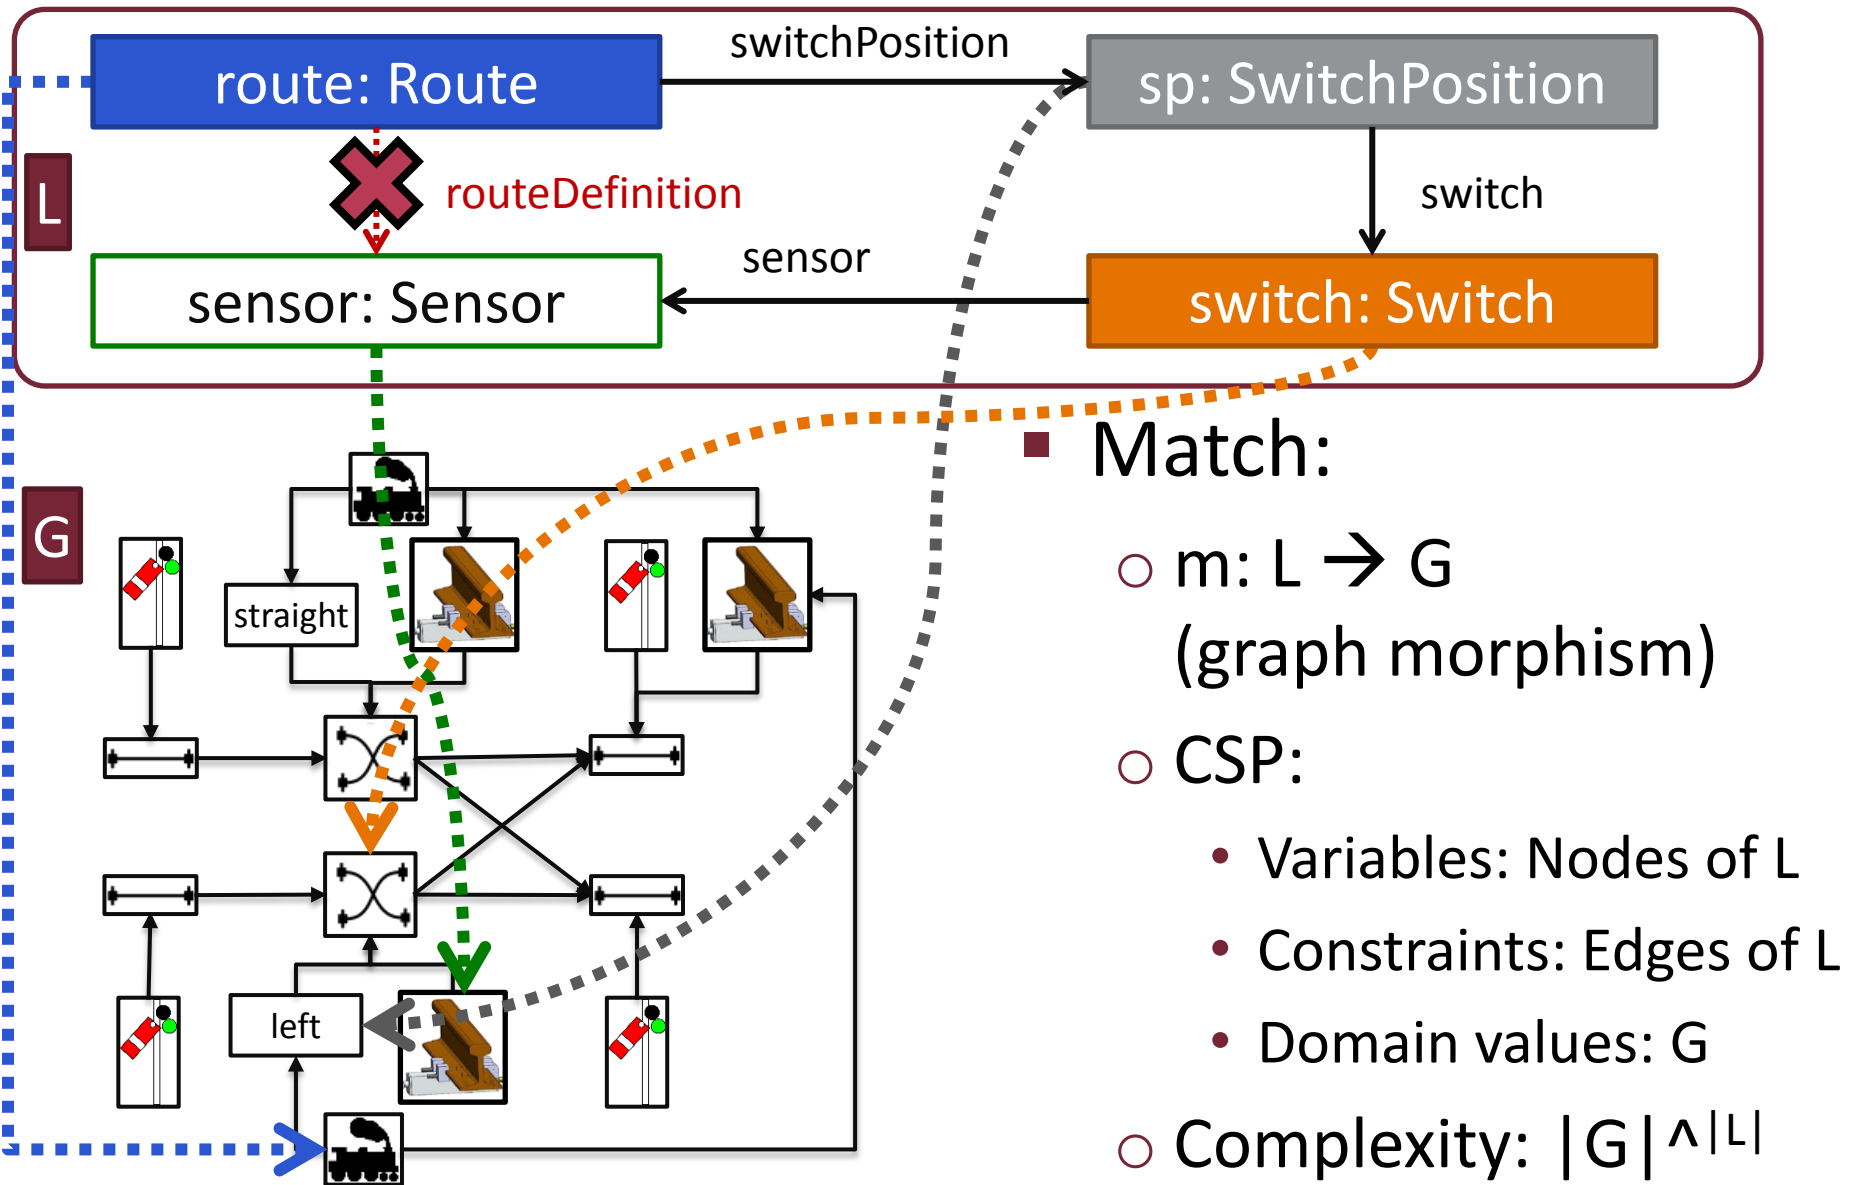 switchPosition
route: Route
sp: SwitchPosition
L
routeDefinition
switch
sensor
sensor: Sensor
switch: Switch
G
straight
left
Match:
m: L → G
(graph morphism)
CSP:
Variables: Nodes of L
Constraints: Edges of L
Domain values: G
Complexity: |G|^|L|